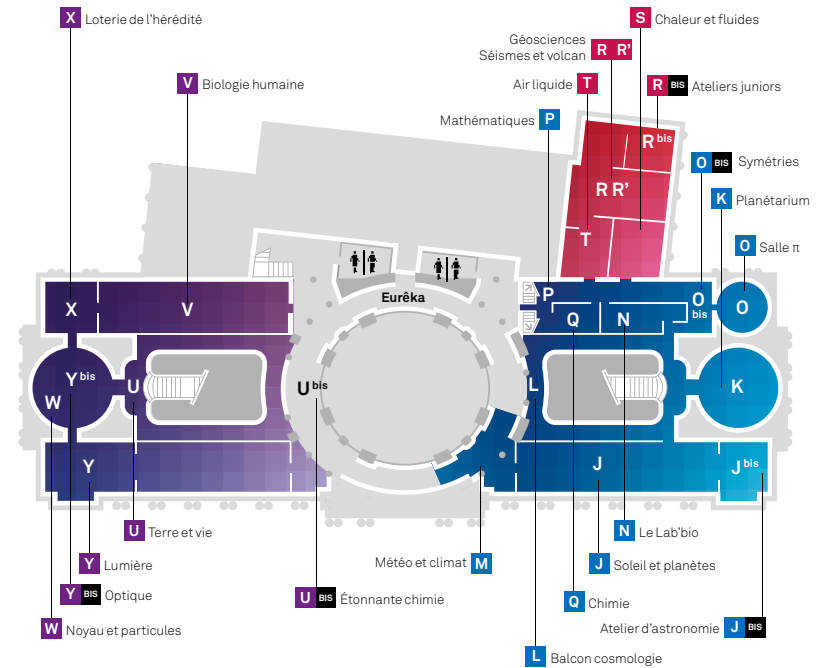 X Loterie de l'hérédité
S Chaleur et fluides
Géosciences
Séismes et volcan R R'
V Biologie humaine
Air liquide T
R BIS Ateliers juniors
Mathématiques P
O BIS Symétries
K Planétarium
O Salle π
R bis
R R'
T
Eurêka
X
V
P
Q
N
O
bis
O
Y bis
W
U
U bis
L
K
Y
J
J bis
U Terre et vie
N Le Lab'bio
Y Lumière
Météo et climat M
J Soleil et planètes
Y BIS Optique
U BIS Étonnante chimie
Q Chimie
W Noyau et particules
Atelier d'astronomie J BIS
L Balcon cosmologie